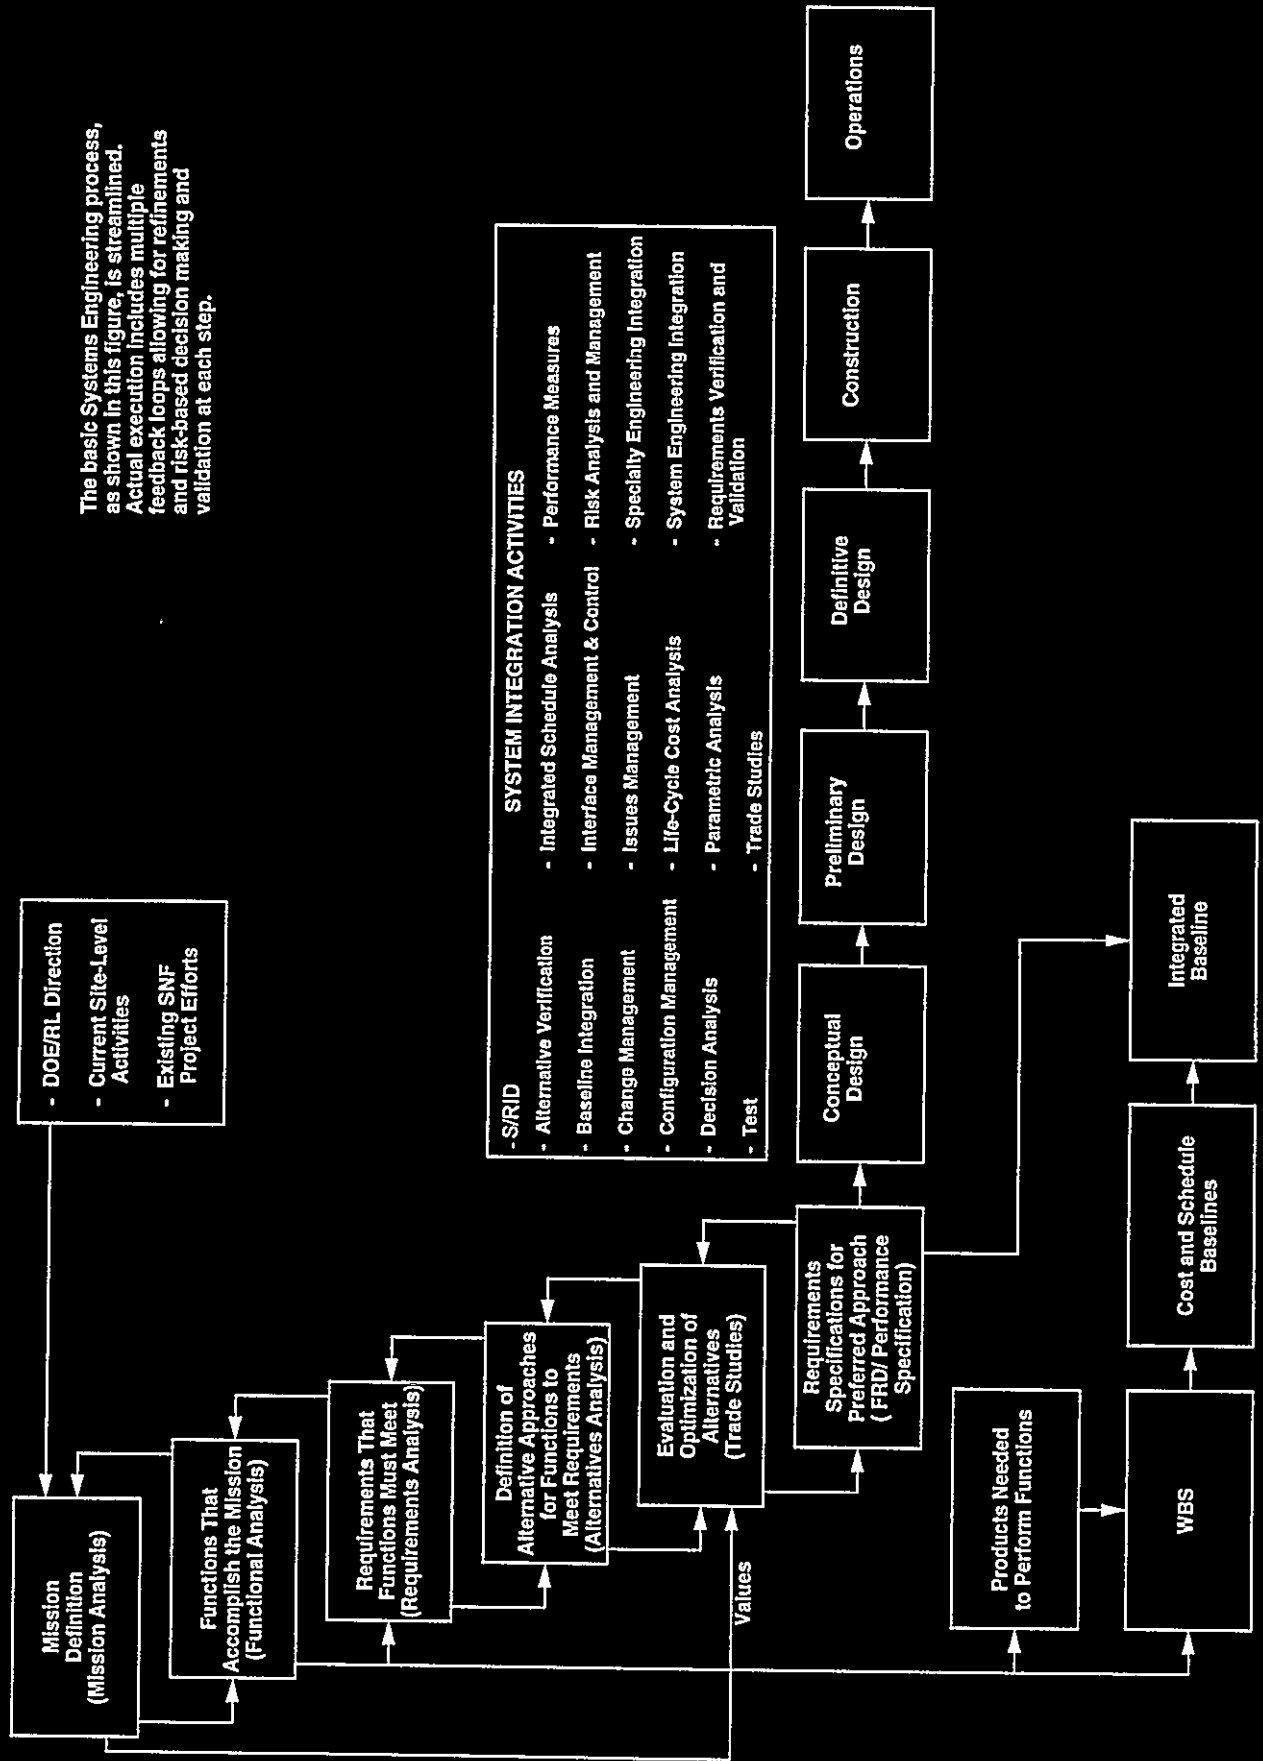 The basic Systems Engineering process,
as shown in this figure, is streamlined.
Actual execution includes multiple
feedback loops allowing for refinements
and risk-based decision making and
validation at each step.
- DOE/RL Direction
- Current Site-Level
Activities
- Existing SNF
Project Efforts
Mission
Definition
(Mission Analysis)
Functions That
Accomplish the Mission
(Functional Analysis)
Requirements That
Functions Must Meet
(Requirements Analysis)
Definition of
Alternative Approaches
for Functions to
Meet Requirements
(Alternatives Analysis)
Evaluation and
Optimization of
Alternatives
(Trade Studies)
Values
Requirements
Specifications for
Preferred Approach
( FRD/ Performance
Specification)
SYSTEM INTEGRATION ACTIVITIES
- S/RID
- Alternative Verification
- Baseline Integration
- Change Management
- Configuration Management
- Decision Analysis
- Test
- Integrated Schedule Analysis
- Interface Management & Control
- Issues Management
- Life-Cycle Cost Analysis
- Parametric Analysis
- Trade Studies
- Performance Measures
- Risk Analysis and Management
- Specialty Engineering Integration
- System Engineering Integration
- Requirements Verification and
Validation
Conceptual
Design
Preliminary
Design
Definitive
Design
Construction
Operations
Products Needed
to Perform Functions
WBS
Cost and Schedule
Baselines
Integrated
Baseline